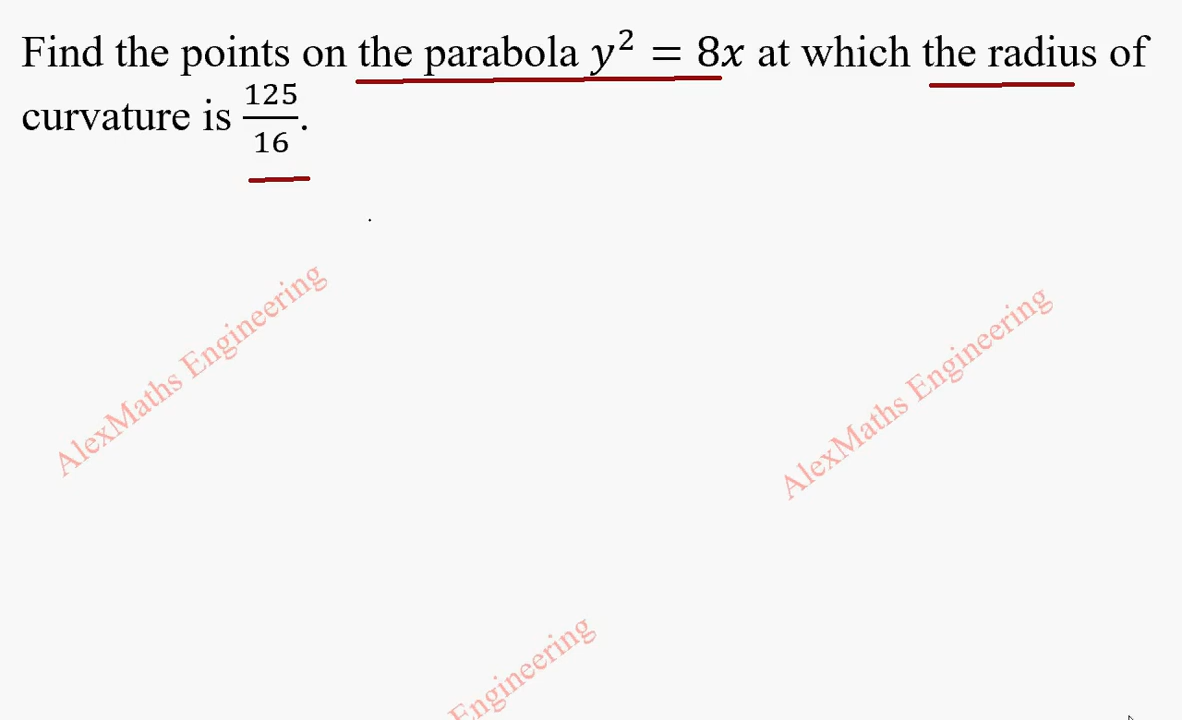 Find the points on the parabola y² = 8x at which the radius of
curvature is 125/16.
AlexMaths Engineering
AlexMaths Engineering
Engineering